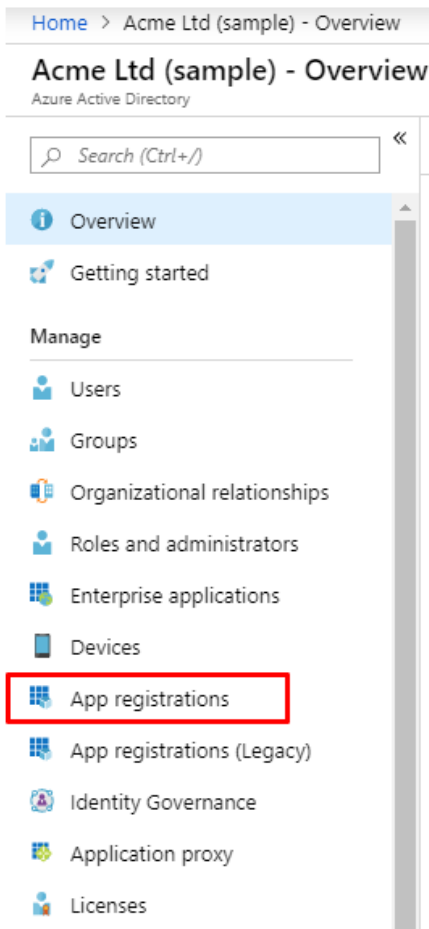 Home > Acme Ltd (sample) - Overview
Acme Ltd (sample) - Overview
Azure Active Directory
Search (Ctrl+/)
«
Overview
Getting started
Manage
Users
Groups
Organizational relationships
Roles and administrators
Enterprise applications
Devices
App registrations
App registrations (Legacy)
Identity Governance
Application proxy
Licenses